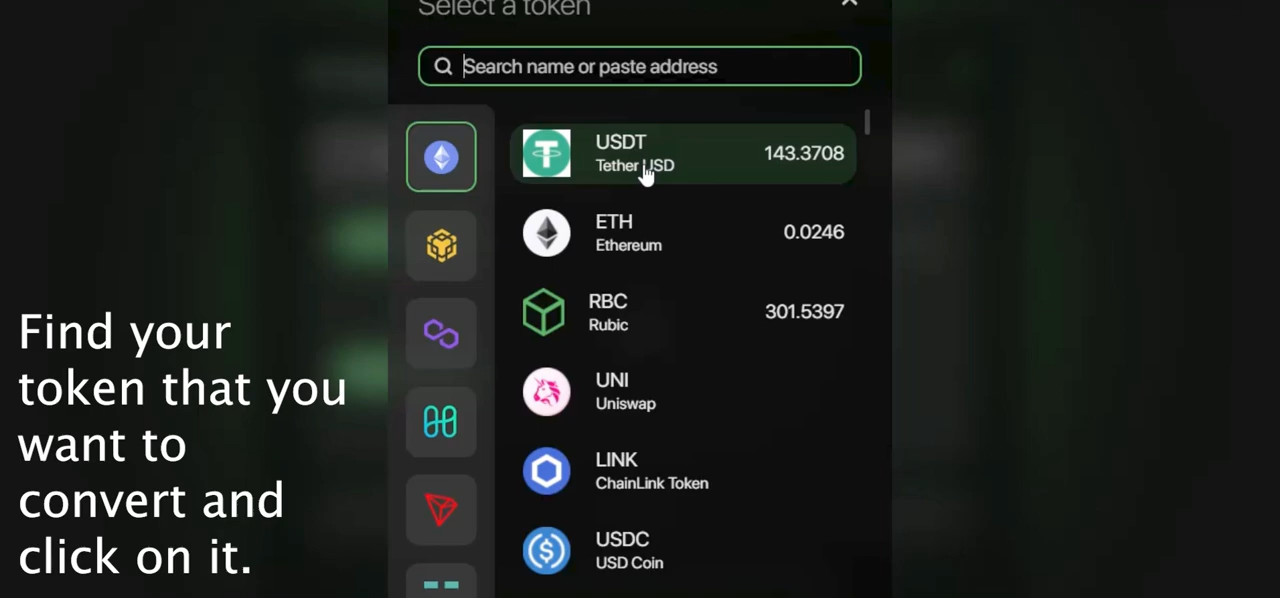 Select a token
Search name or paste address
USDT
Tether USD
143.3708
ETH
Ethereum
0.0246
RBC
Rubic
301.5397
UNI
Uniswap
LINK
ChainLink Token
USDC
USD Coin
Find your
token that you
want to
convert and
click on it.